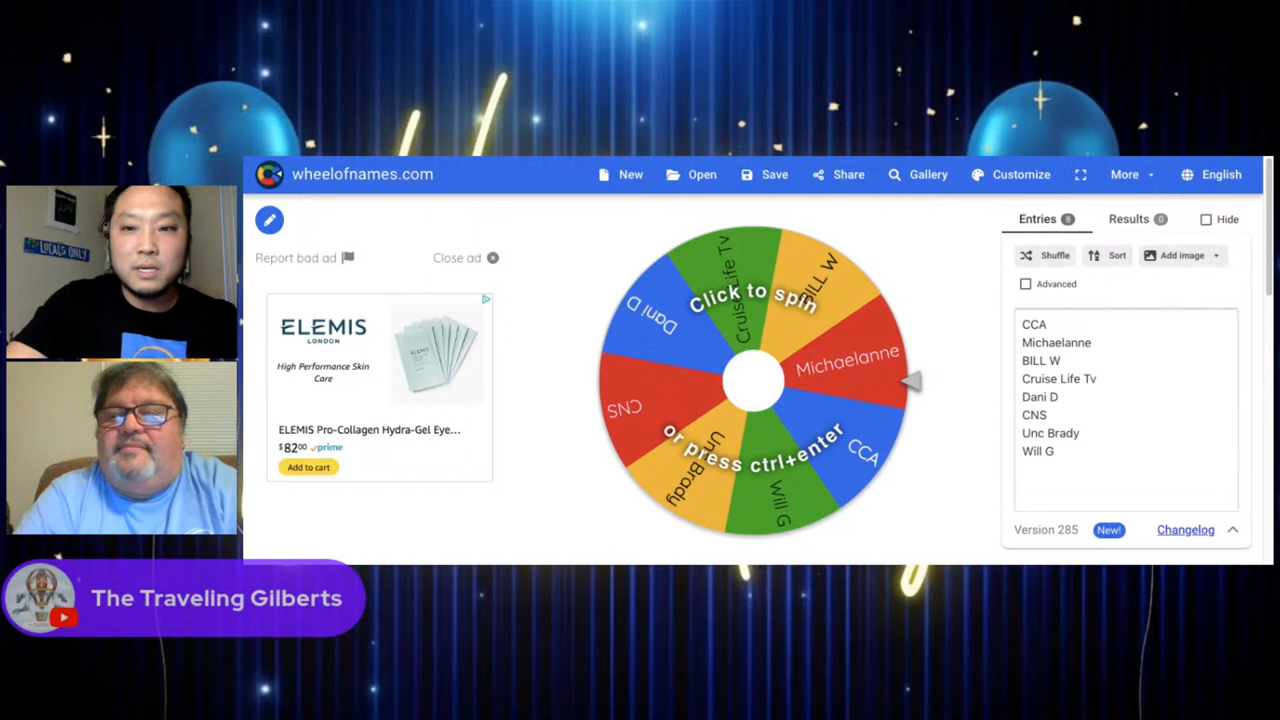 wheelofnames.com
New
Open
Save
Share
Gallery
Customize
More
English
LOCALS ONLY
Report bad ad
Close ad
ELEMIS
LONDON
High Performance Skin
Care
ELEMIS Pro-Collagen Hydra-Gel Eye...
$8200 prime
Add to cart
Cruise Life Tv
BILL W
Michaelanne
CCA
Will G
Unc Brady
CNS
Dani D
Click to spin
or press ctrl+enter
Entries 8
Results 0
Hide
Shuffle
Sort
Add image
Advanced
CCA
Michaelanne
BILL W
Cruise Life Tv
Dani D
CNS
Unc Brady
Will G
Version 285
New!
Changelog
The Traveling Gilberts